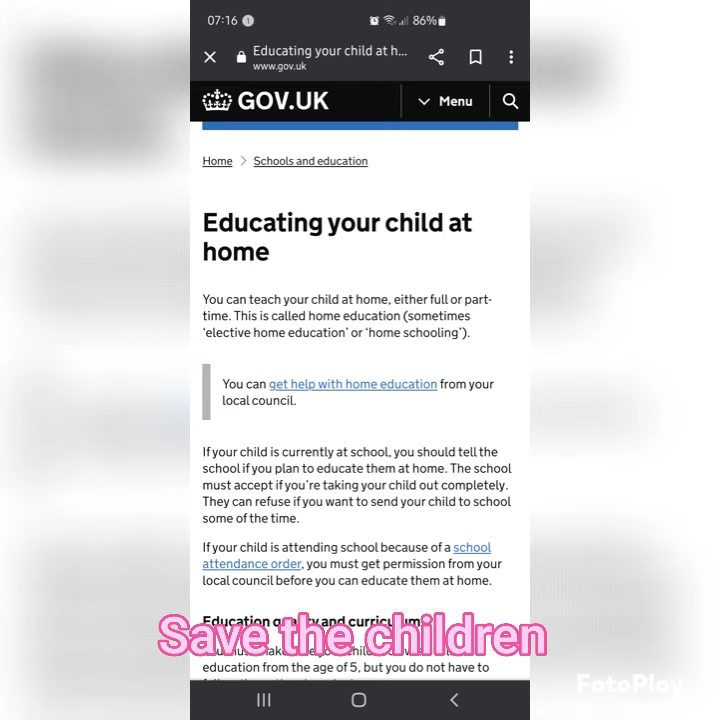 07:16 1 86%
Educating your child at h...
www.gov.uk
GOV.UK Menu
Home > Schools and education
Educating your child at
home
You can teach your child at home, either full or part-
time. This is called home education (sometimes
‘elective home education’ or ‘home schooling’).
You can get help with home education from your
local council.
If your child is currently at school, you should tell the
school if you plan to educate them at home. The school
must accept if you’re taking your child out completely.
They can refuse if you want to send your child to school
some of the time.
If your child is attending school because of a school
attendance order, you must get permission from your
local council before you can educate them at home.
Education and curriculum
Save the children
education from the age of 5, but you do not have to
FotoPlay